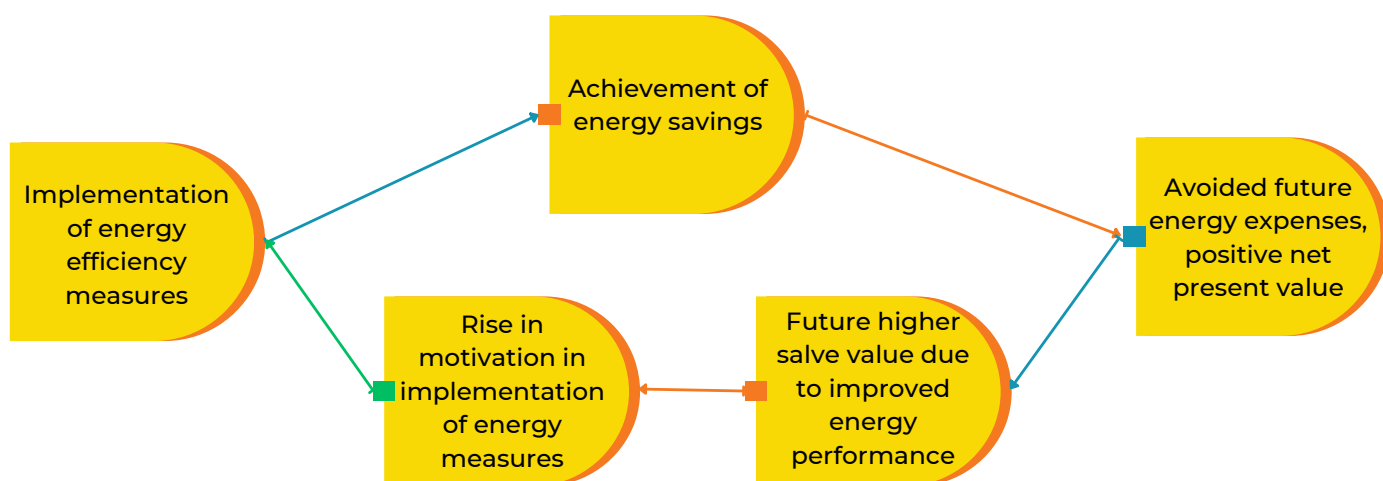 Achievement of
energy savings
Implementation
of energy
efficiency
measures
Avoided future
energy expenses,
positive net
present value
Rise in
motivation in
implementation
of energy
measures
Future higher
salve value due
to improved
energy
performance